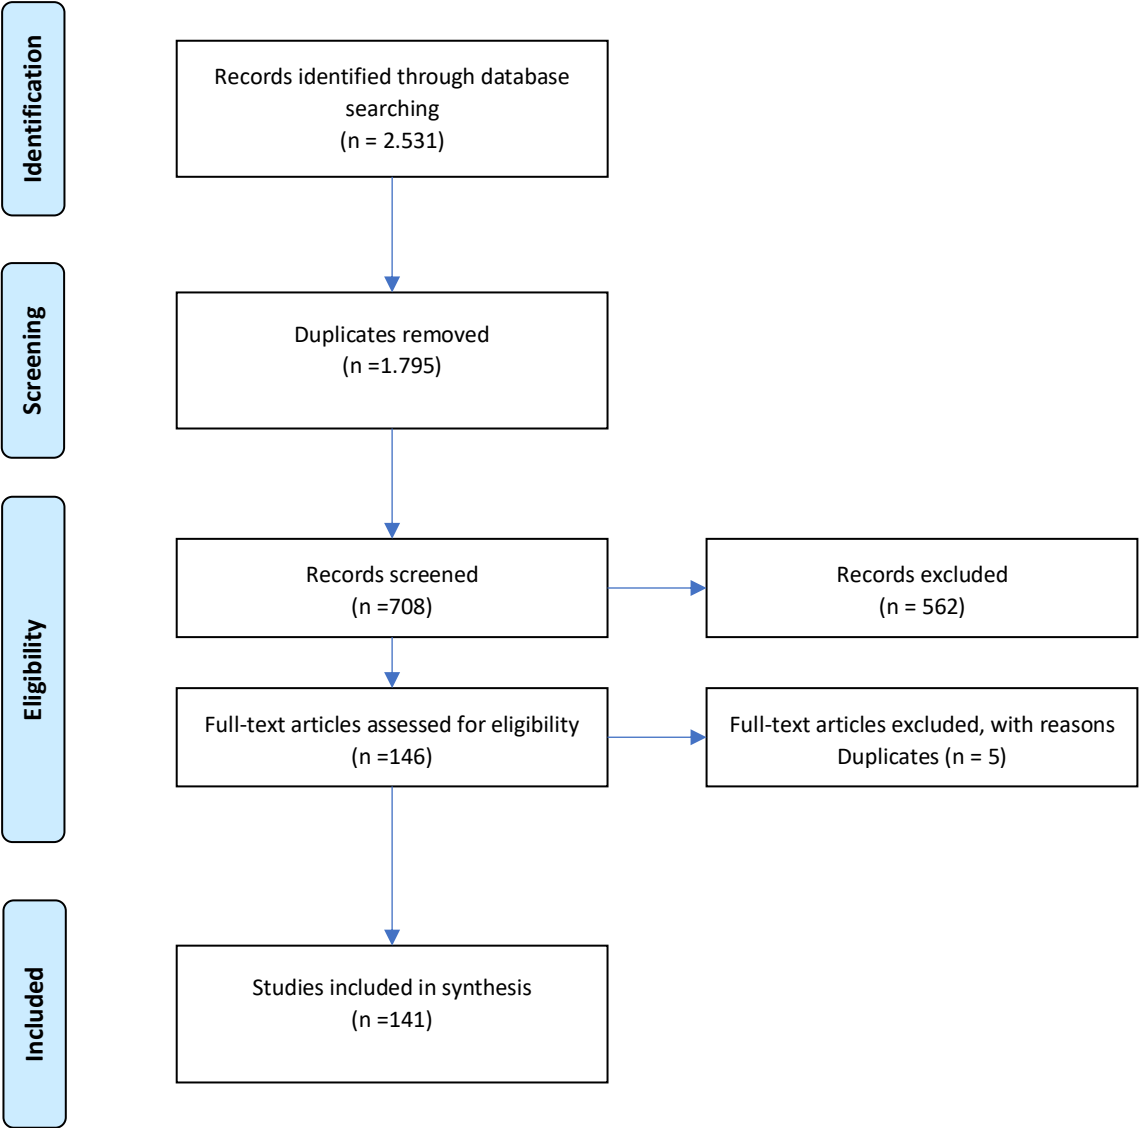 Identification
Records identified through database
searching
(n = 2.531)
Screening
Duplicates removed
(n =1.795)
Eligibility
Records screened
(n =708)
Records excluded
(n = 562)
Full-text articles assessed for eligibility
(n =146)
Full-text articles excluded, with reasons
Duplicates (n = 5)
Included
Studies included in synthesis
(n =141)